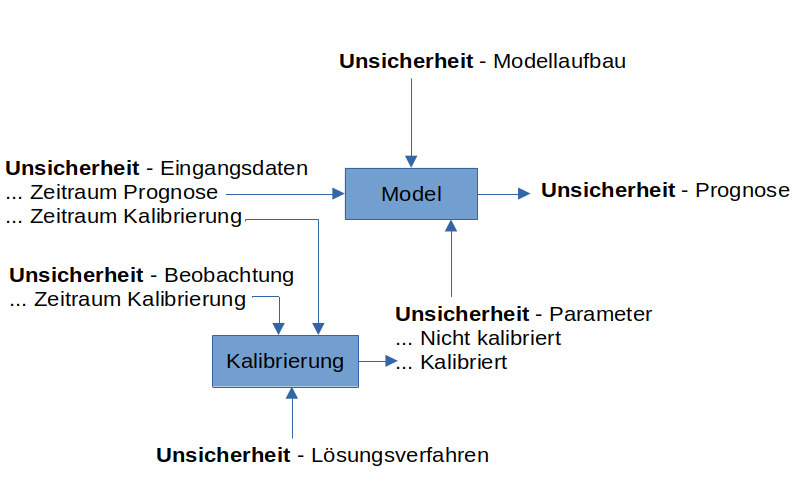 Unsicherheit - Modellaufbau
Unsicherheit - Eingangsdaten
... Zeitraum Prognose
... Zeitraum Kalibrierung
Model
Unsicherheit - Prognose
Unsicherheit - Beobachtung
... Zeitraum Kalibrierung
Unsicherheit - Parameter
... Nicht kalibriert
... Kalibriert
Kalibrierung
Unsicherheit - Lösungsverfahren